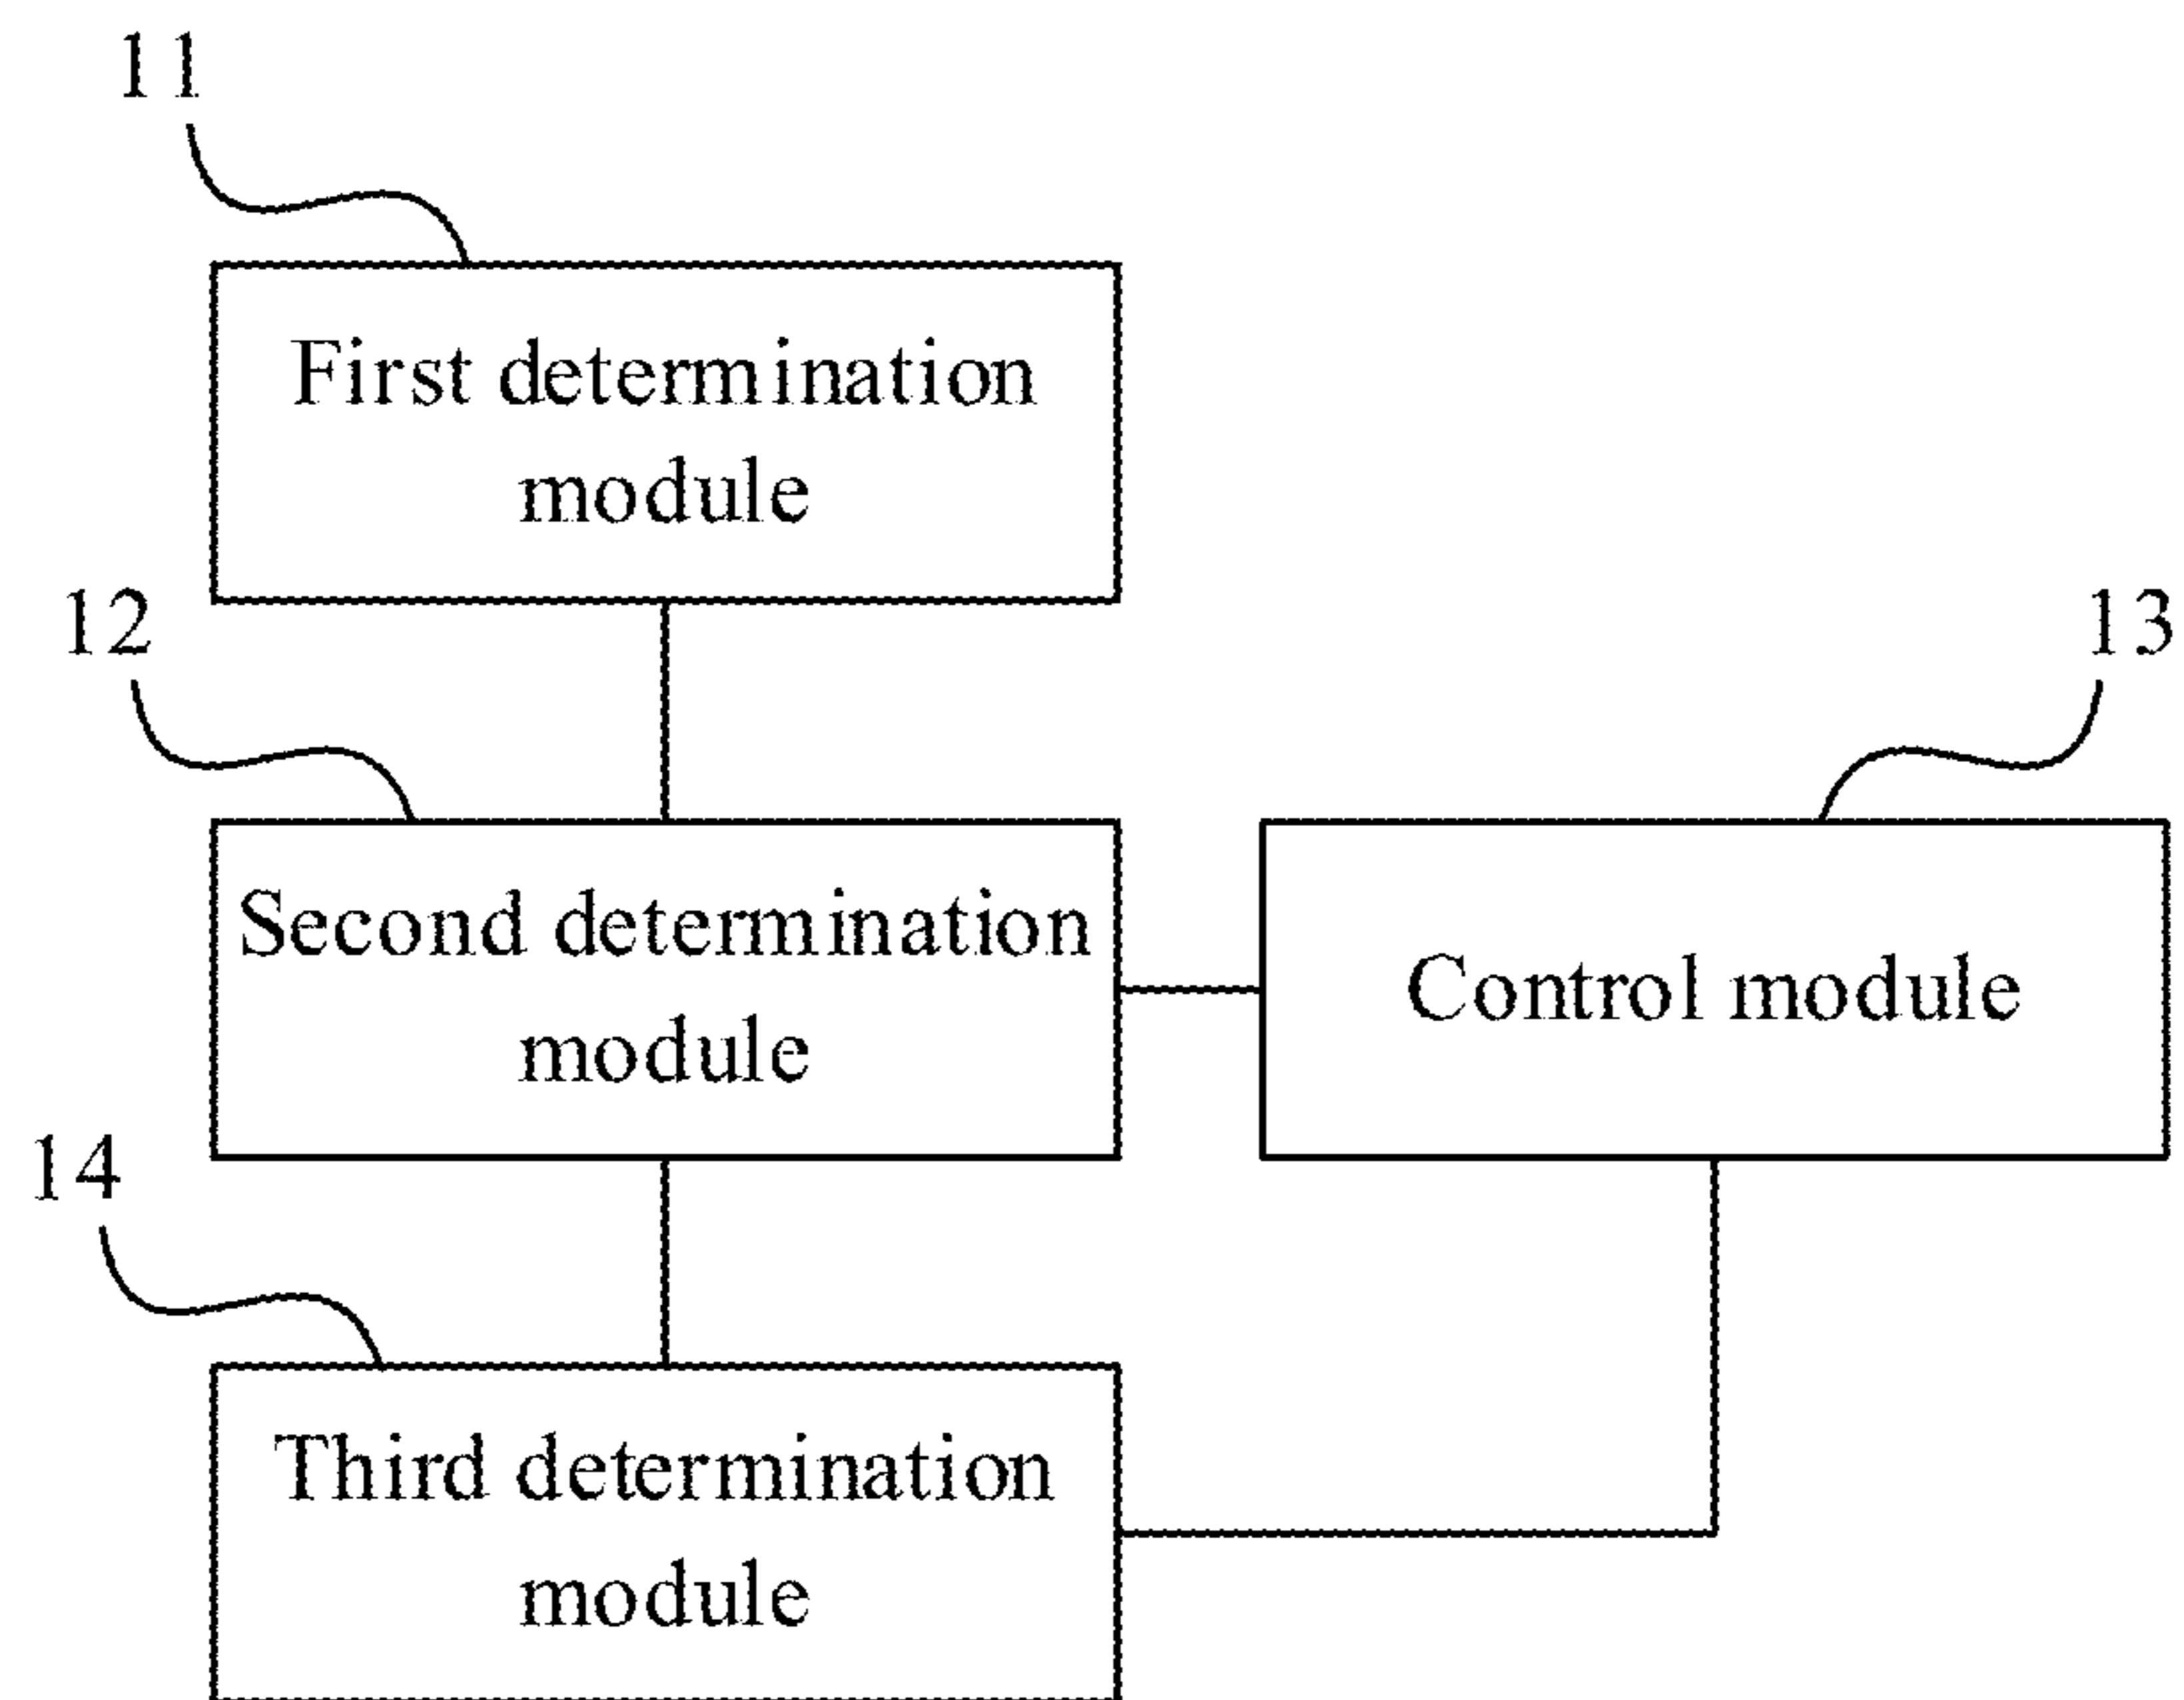 11
First determination
module
12
13
Second determination
module
Control module
14
Third determination
module